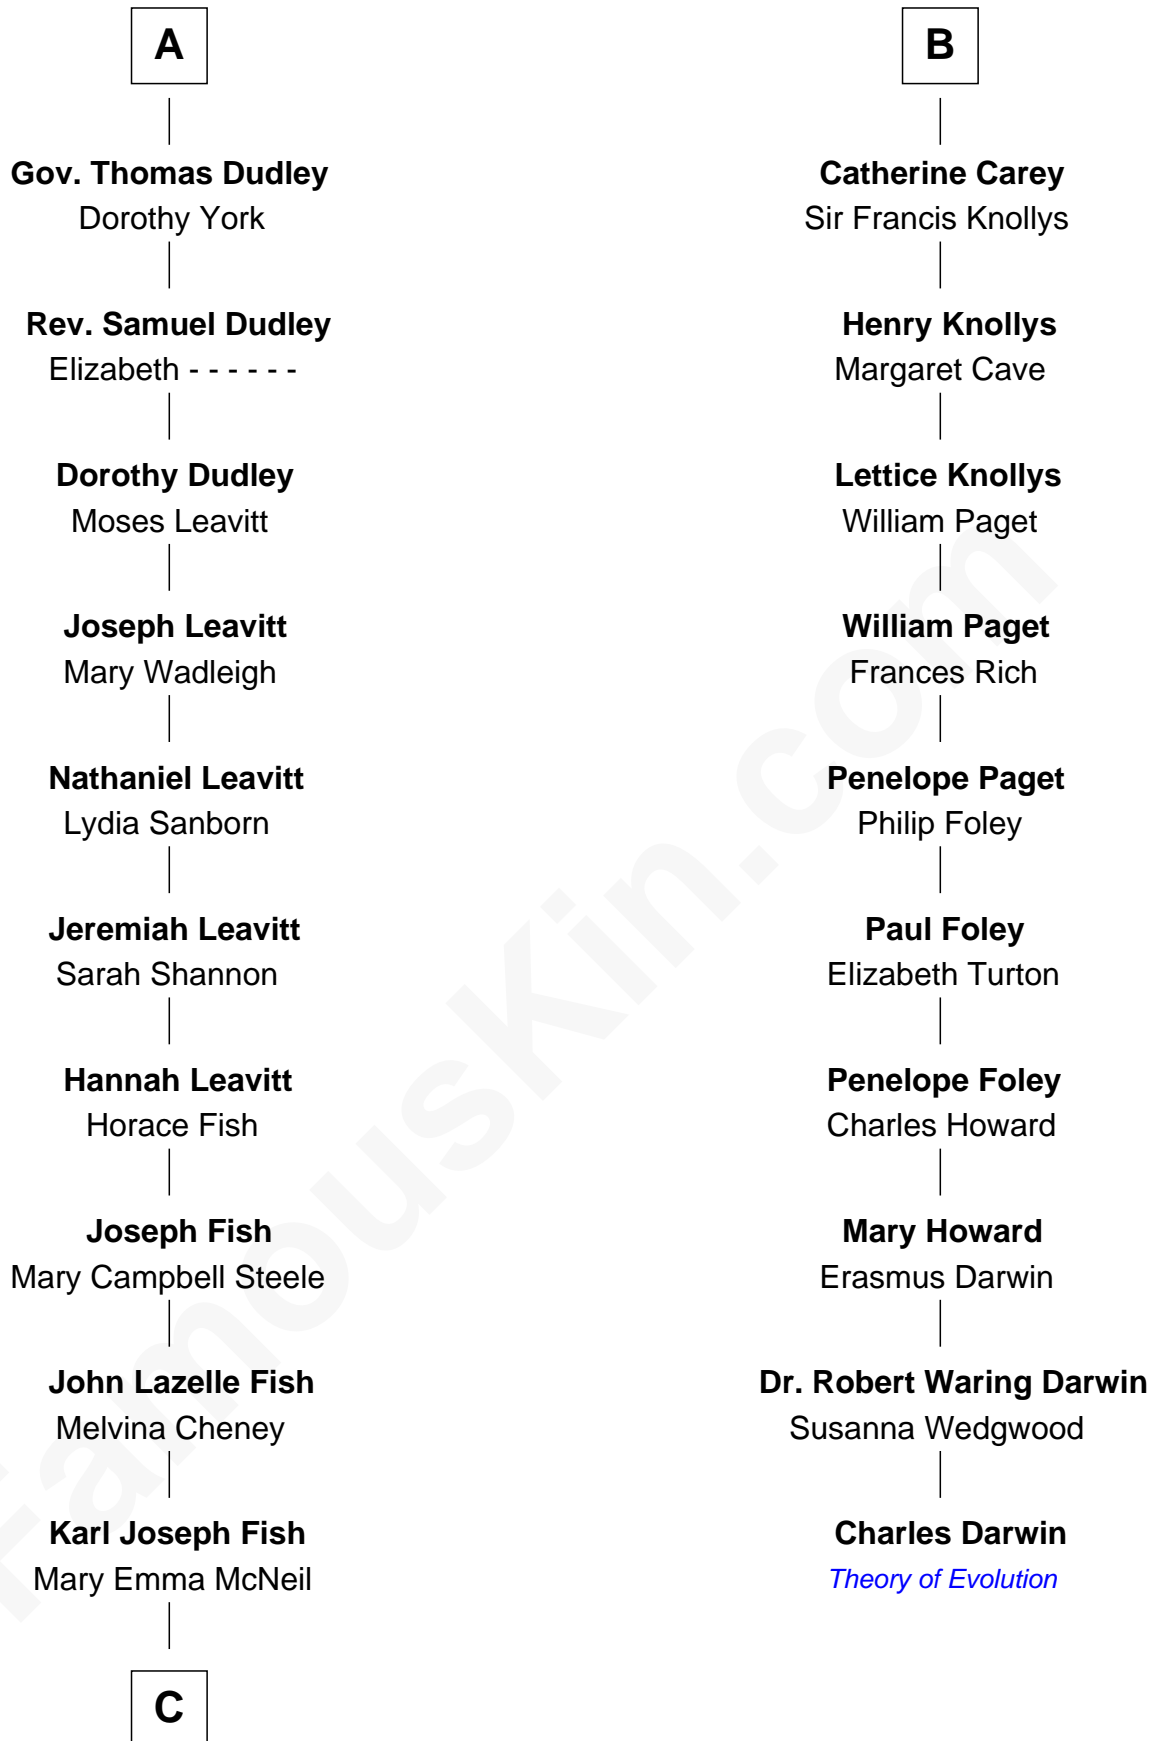 A
Gov. Thomas Dudley
Dorothy York
Rev. Samuel Dudley
Elizabeth - - - - - -
Dorothy Dudley
Moses Leavitt
Joseph Leavitt
Mary Wadleigh
Nathaniel Leavitt
Lydia Sanborn
Jeremiah Leavitt
Sarah Shannon
Hannah Leavitt
Horace Fish
Joseph Fish
Mary Campbell Steele
John Lazelle Fish
Melvina Cheney
Karl Joseph Fish
Mary Emma McNeil
C
B
Catherine Carey
Sir Francis Knollys
Henry Knollys
Margaret Cave
Lettice Knollys
William Paget
William Paget
Frances Rich
Penelope Paget
Philip Foley
Paul Foley
Elizabeth Turton
Penelope Foley
Charles Howard
Mary Howard
Erasmus Darwin
Dr. Robert Waring Darwin
Susanna Wedgwood
Charles Darwin
Theory of Evolution
FamousKin.com